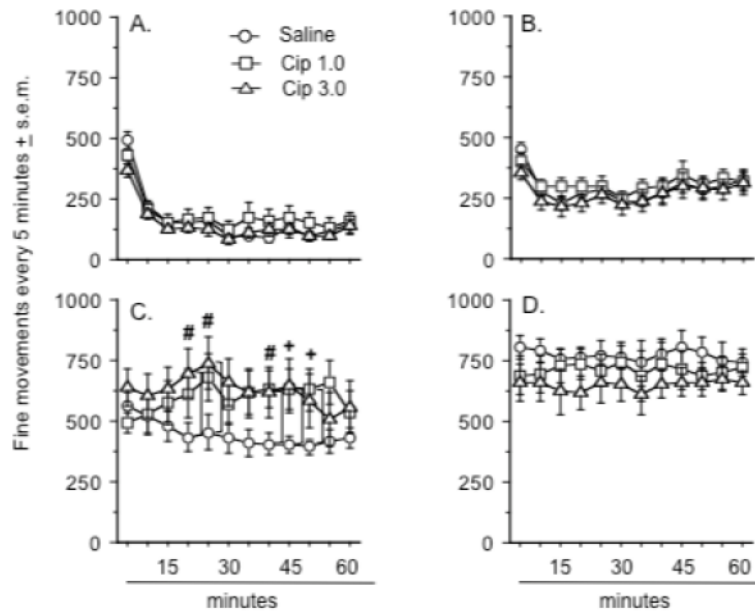 Fine movements every 5 minutes ± s.e.m.
A.
Saline
Cip 1.0
Cip 3.0
1000
750
500
250
0
B.
1000
750
500
250
0
C.
# # # + +
1000
750
500
250
0
15 30 45 60
minutes
D.
1000
750
500
250
0
15 30 45 60
minutes